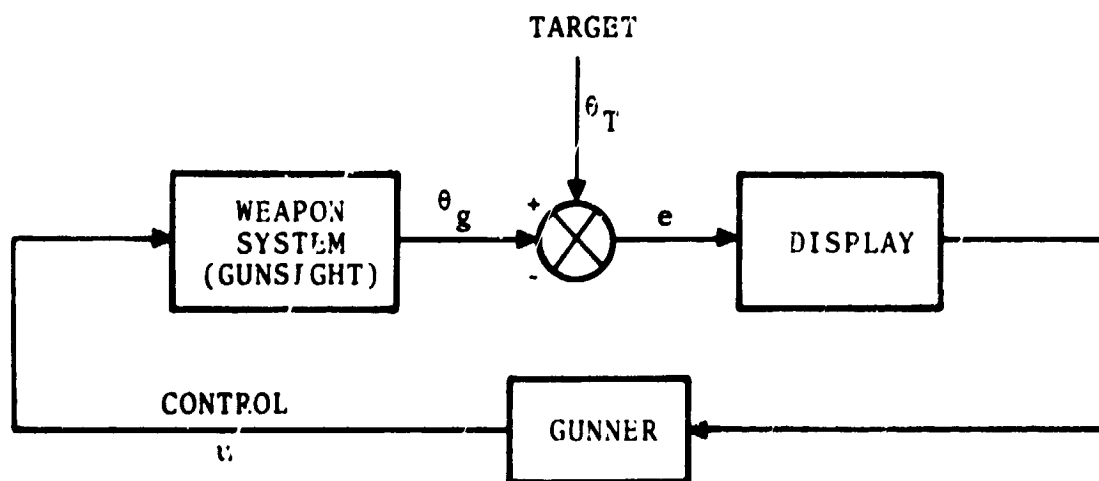 TARGET
θT
WEAPON
SYSTEM
(GUNSIGHT)
θg
+
-
e
DISPLAY
CONTROL
u
GUNNER